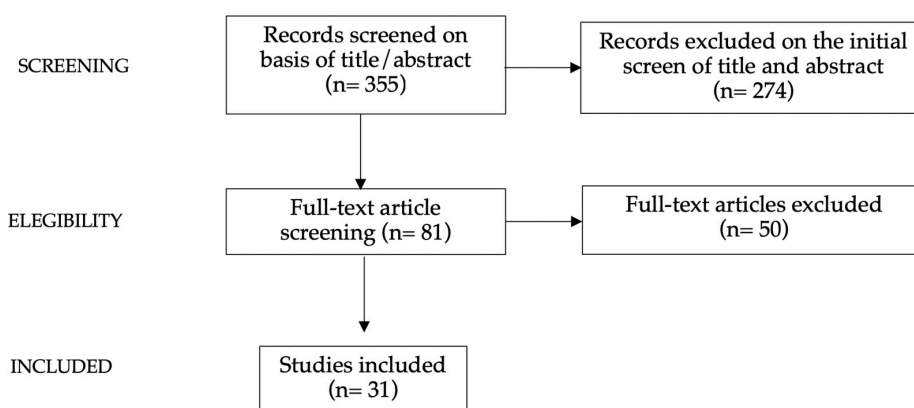 SCREENING
Records screened on
basis of title/abstract
(n= 355)
Records excluded on the initial
screen of title and abstract
(n= 274)
ELEGIBILITY
Full-text article
screening (n= 81)
Full-text articles excluded
(n= 50)
INCLUDED
Studies included
(n= 31)